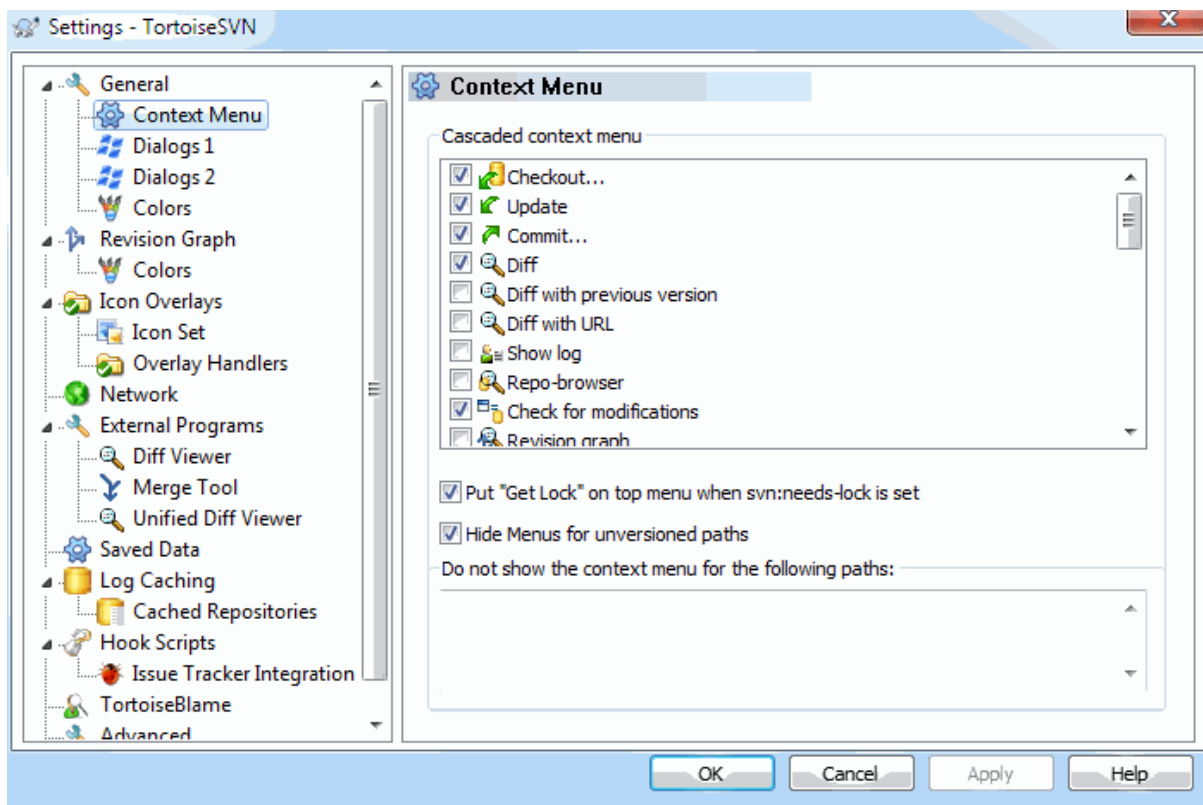 Settings - TortoiseSVN
General
Context Menu
Dialogs 1
Dialogs 2
Colors
Revision Graph
Colors
Icon Overlays
Icon Set
Overlay Handlers
Network
External Programs
Diff Viewer
Merge Tool
Unified Diff Viewer
Saved Data
Log Caching
Cached Repositories
Hook Scripts
Issue Tracker Integration
TortoiseBlame
Advanced
Context Menu
Cascaded context menu
Checkout...
Update
Commit...
Diff
Diff with previous version
Diff with URL
Show log
Repo-browser
Check for modifications
Revision graph
Put "Get Lock" on top menu when svn:needs-lock is set
Hide Menus for unversioned paths
Do not show the context menu for the following paths:
OK
Cancel
Apply
Help